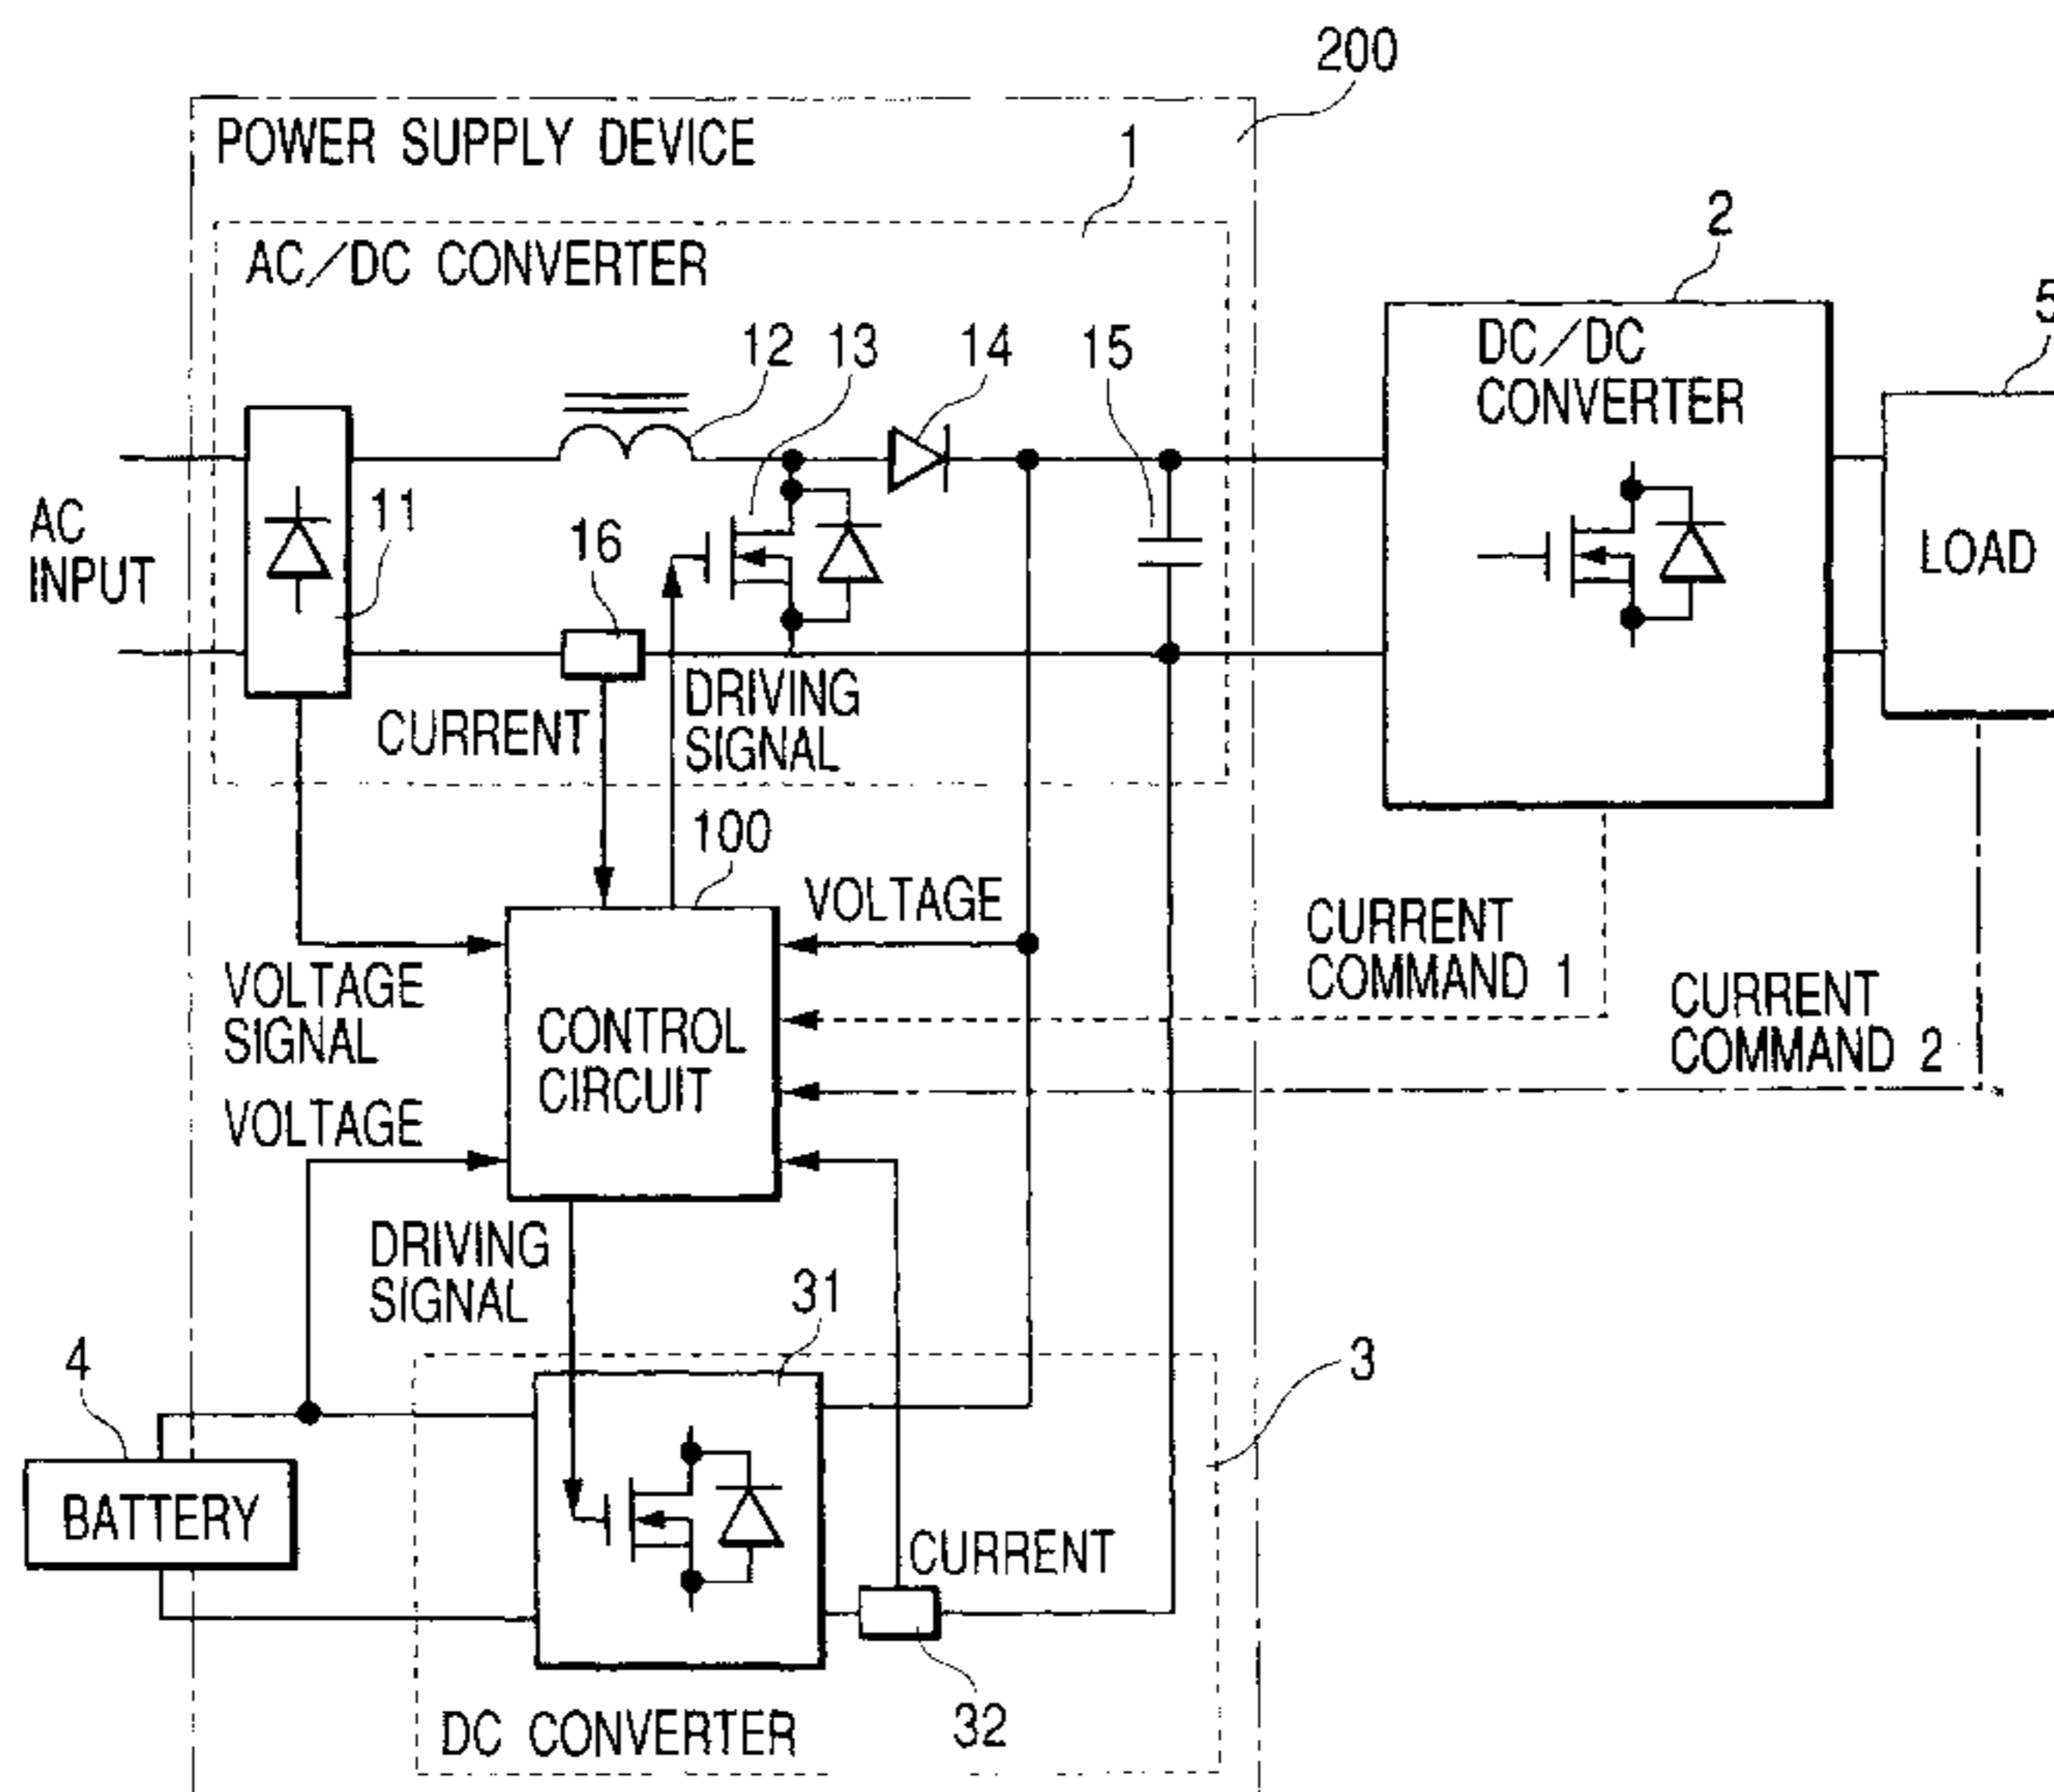 200
POWER SUPPLY DEVICE
1
AC/DC CONVERTER
2
5
12
13
14
15
DC/DC
CONVERTER
AC
INPUT
11
16
LOAD
CURRENT
DRIVING
SIGNAL
100
VOLTAGE
CURRENT
COMMAND 1
CURRENT
COMMAND 2
VOLTAGE
SIGNAL
CONTROL
CIRCUIT
VOLTAGE
DRIVING
SIGNAL
31
4
3
BATTERY
CURRENT
32
DC CONVERTER